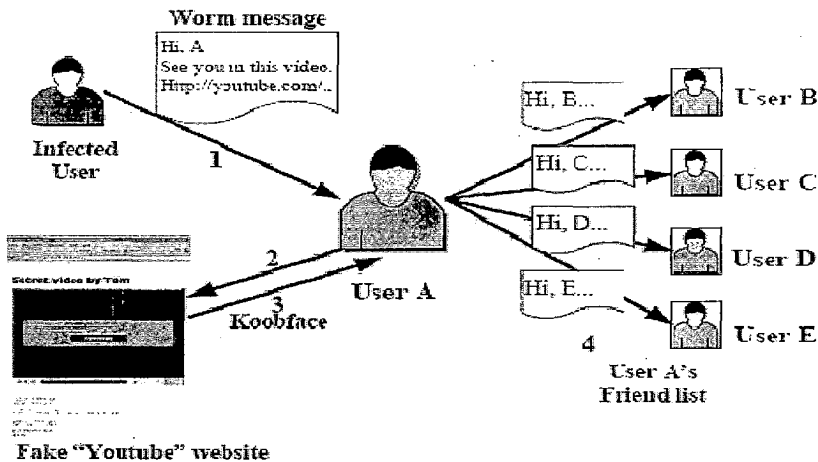 Worm message
Hi, A
See you in this video.
Http://youtube.com/..
Infected
User
1
User A
2
3
Koobface
Secret video by Tom
Fake “Youtube” website
Hi, B...
Hi, C...
Hi, D...
Hi, E...
4
User B
User C
User D
User E
User A's
Friend list